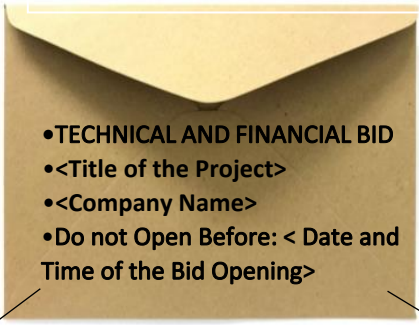 •TECHNICAL AND FINANCIAL BID
•<Title of the Project>
•<Company Name>
•Do not Open Before: < Date and
Time of the Bid Opening>